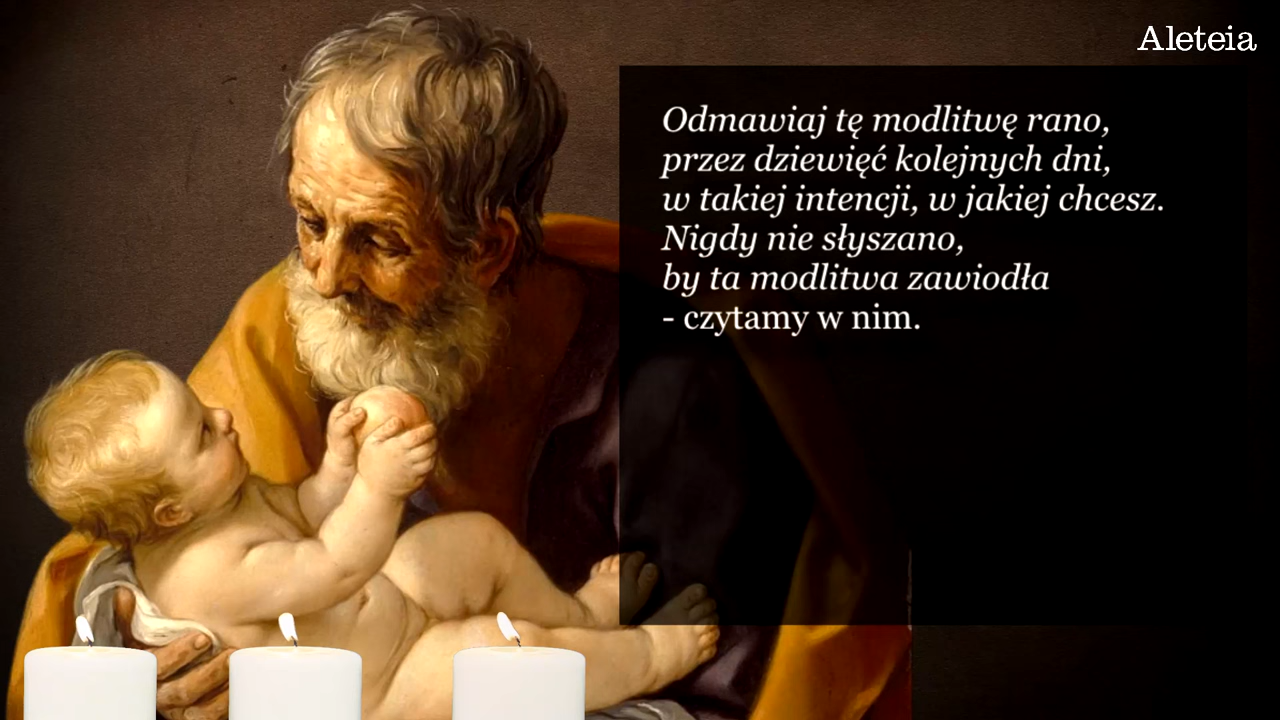 Aleteia
Odmawiaj tę modlitwę rano,
przez dziewięć kolejnych dni,
w takiej intencji, w jakiej chcesz.
Nigdy nie słyszano,
by ta modlitwa zawiodła
- czytamy w nim.